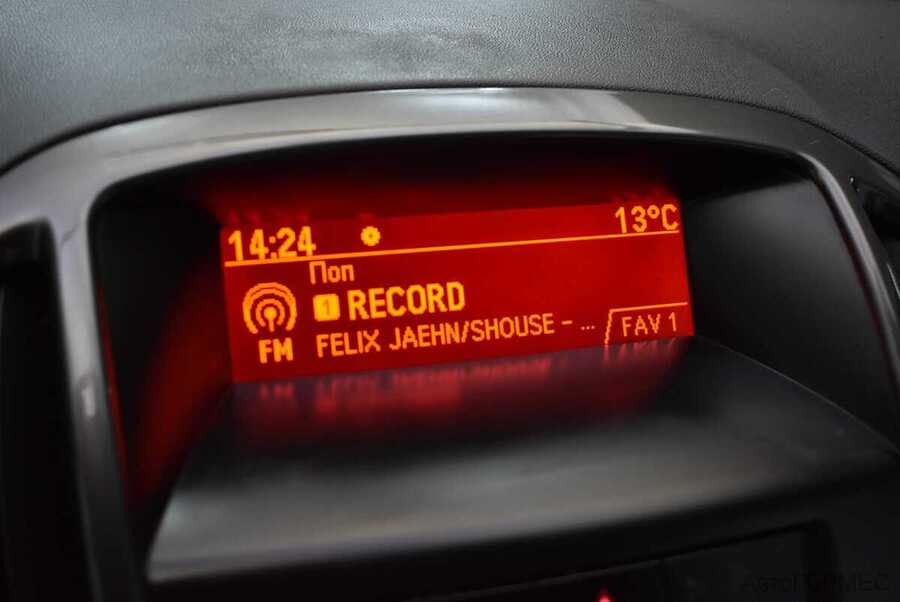 14:24 13°C
Поп
1 RECORD
FELIX JAEHN/SHOUSE - ...
FAV 1
FM